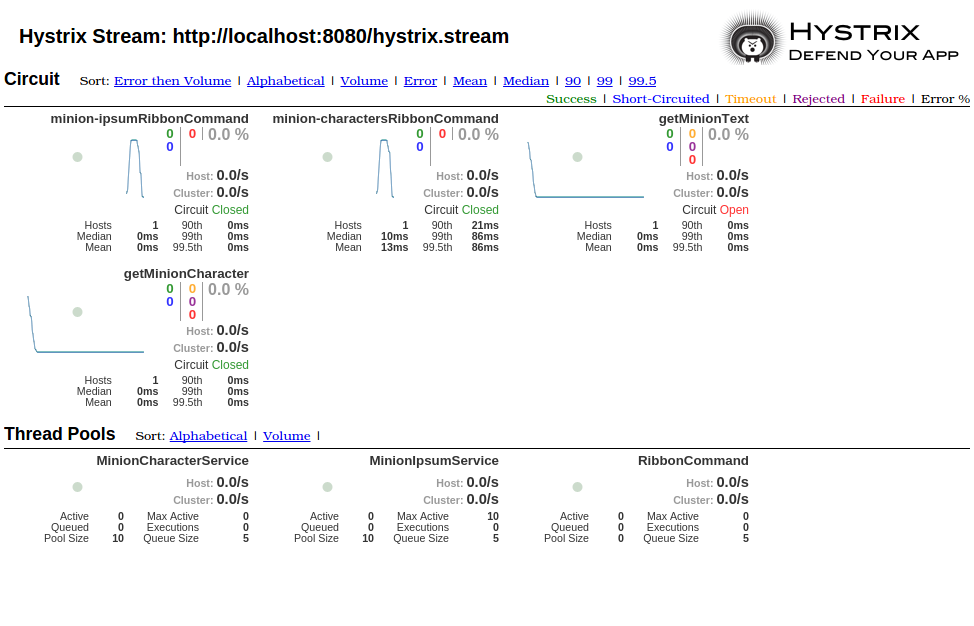 Hystrix Stream: http://localhost:8080/hystrix.stream
HYSTRIX
DEFEND YOUR APP
Circuit Sort: Error then Volume | Alphabetical | Volume | Error | Mean | Median | 90 | 99 | 99.5
Success | Short-Circuited | Timeout | Rejected | Failure | Error %
minion-ipsumRibbonCommand
0 0 0.0 %
0
Host: 0.0/s
Cluster: 0.0/s
Circuit Closed
Hosts 1 90th 0ms
Median 0ms 99th 0ms
Mean 0ms 99.5th 0ms
minion-charactersRibbonCommand
0 0 0.0 %
0
Host: 0.0/s
Cluster: 0.0/s
Circuit Closed
Hosts 1 90th 21ms
Median 10ms 99th 86ms
Mean 13ms 99.5th 86ms
getMinionText
0 0 0.0 %
0 0
0
Host: 0.0/s
Cluster: 0.0/s
Circuit Open
Hosts 1 90th 0ms
Median 0ms 99th 0ms
Mean 0ms 99.5th 0ms
getMinionCharacter
0 0 0.0 %
0 0
0
Host: 0.0/s
Cluster: 0.0/s
Circuit Closed
Hosts 1 90th 0ms
Median 0ms 99th 0ms
Mean 0ms 99.5th 0ms
Thread Pools Sort: Alphabetical | Volume |
MinionCharacterService
Host: 0.0/s
Cluster: 0.0/s
Active 0 Max Active 0
Queued 0 Executions 0
Pool Size 10 Queue Size 5
MinionIpsumService
Host: 0.0/s
Cluster: 0.0/s
Active 0 Max Active 10
Queued 0 Executions 0
Pool Size 10 Queue Size 5
RibbonCommand
Host: 0.0/s
Cluster: 0.0/s
Active 0 Max Active 0
Queued 0 Executions 0
Pool Size 0 Queue Size 5